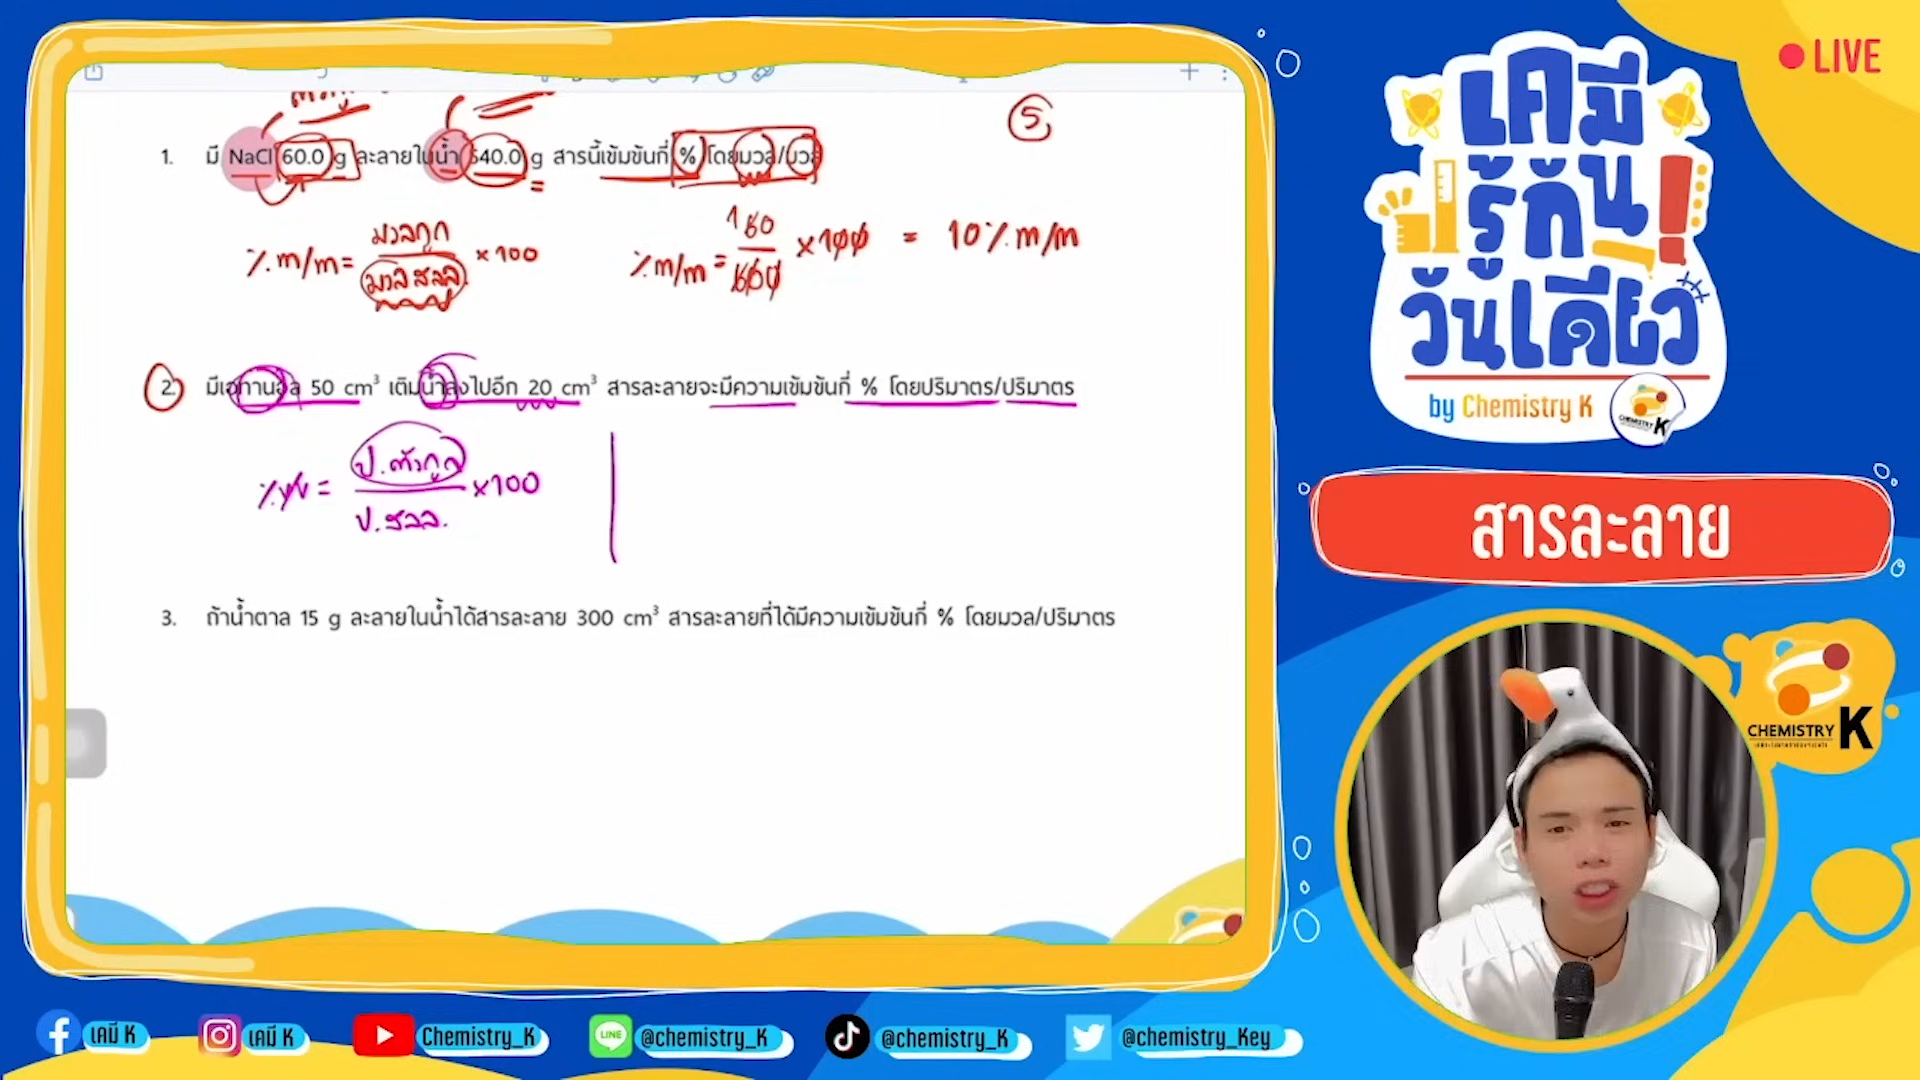 1. มี NaCl 60.0 g ละลายในน้ำ 540.0 g สารนี้เข้มข้นกี่ % โดยมวล/มวล
5
%m/m = มวลถูก / มวลสลล. × 100
%m/m = 60 / 600 × 100 = 10% m/m
2. มีเอทานอล 50 cm³ เติมน้ำลงไปอีก 20 cm³ สารละลายจะมีความเข้มข้นกี่ % โดยปริมาตร/ปริมาตร
%v/v = ป.ตัวถูก / ป.สลล. × 100
3. ถ้าน้ำตาล 15 g ละลายในน้ำได้สารละลาย 300 cm³ สารละลายที่ได้มีความเข้มข้นกี่ % โดยมวล/ปริมาตร
LIVE
เคมี
รู้กัน!
วันเดียว
by Chemistry K
CHEMISTRY K
สารละลาย
CHEMISTRY K
เคมี K
เคมี K
Chemistry_K
LINE
@chemistry_K
@chemistry_K
@chemistry_Key